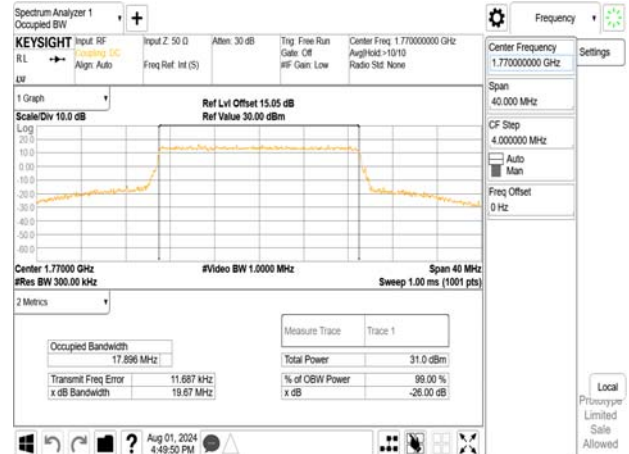 Spectrum Analyzer 1
Occupied BW
Frequency
KEYSIGHT
RL
Input: RF
Coupling: DC
Align: Auto
Input Z: 50 Ω
Freq Ref: Int (S)
Atten: 30 dB
Trig: Free Run
Gate: Off
#IF Gain: Low
Center Freq: 1.770000000 GHz
Avg|Hold:>10/10
Radio Std: None
1 Graph
Scale/Div 10.0 dB
Ref Lvl Offset 15.05 dB
Ref Value 30.00 dBm
Log
20.0
10.0
0.00
-10.0
-20.0
-30.0
-40.0
-50.0
-60.0
Center 1.77000 GHz
#Video BW 1.0000 MHz
Span 40 MHz
#Res BW 300.00 kHz
Sweep 1.00 ms (1001 pts)
2 Metrics
Measure Trace
Trace 1
Occupied Bandwidth
17.896 MHz
Total Power
31.0 dBm
Transmit Freq Error
11.687 kHz
% of OBW Power
99.00 %
x dB Bandwidth
19.67 MHz
x dB
-26.00 dB
Aug 01, 2024
4:49:50 PM
Center Frequency
1.770000000 GHz
Settings
Span
40.000 MHz
CF Step
4.000000 MHz
Auto
Man
Freq Offset
0 Hz
Local
Prototype
Limited
Sale
Allowed